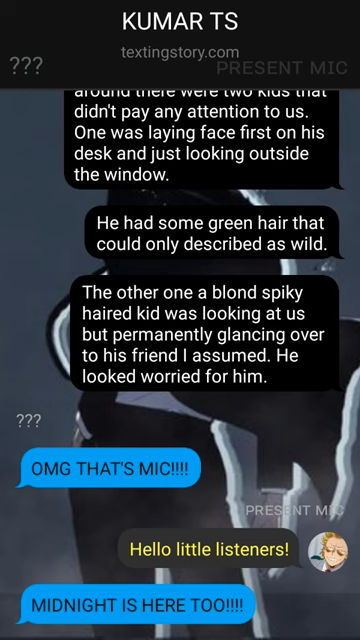 KUMAR TS
textingstory.com
??? PRESENT MIC
around there were two kids that
didn't pay any attention to us.
One was laying face first on his
desk and just looking outside
the window.
He had some green hair that
could only described as wild.
The other one a blond spiky
haired kid was looking at us
but permanently glancing over
to his friend I assumed. He
looked worried for him.
???
OMG THAT'S MIC!!!!
PRESENT MIC
Hello little listeners!
MIDNIGHT IS HERE TOO!!!!